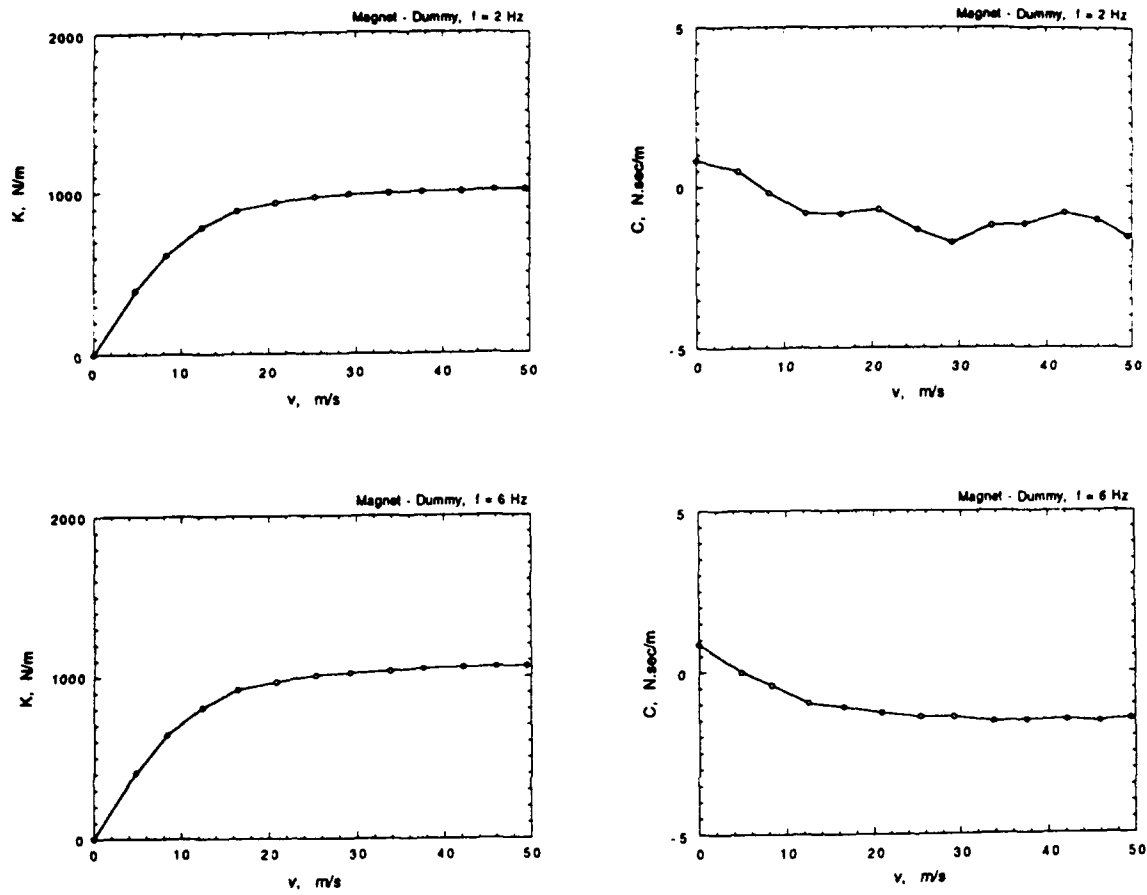 Magnet - Dummy, f = 2 Hz
2000
1000
0
K, N/m
0 10 20 30 40 50
v, m/s
Magnet - Dummy, f = 2 Hz
5
0
-5
C, N.sec/m
0 10 20 30 40 50
v, m/s
Magnet - Dummy, f = 6 Hz
2000
1000
0
K, N/m
0 10 20 30 40 50
v, m/s
Magnet - Dummy, f = 6 Hz
5
0
-5
C, N.sec/m
0 10 20 30 40 50
v, m/s